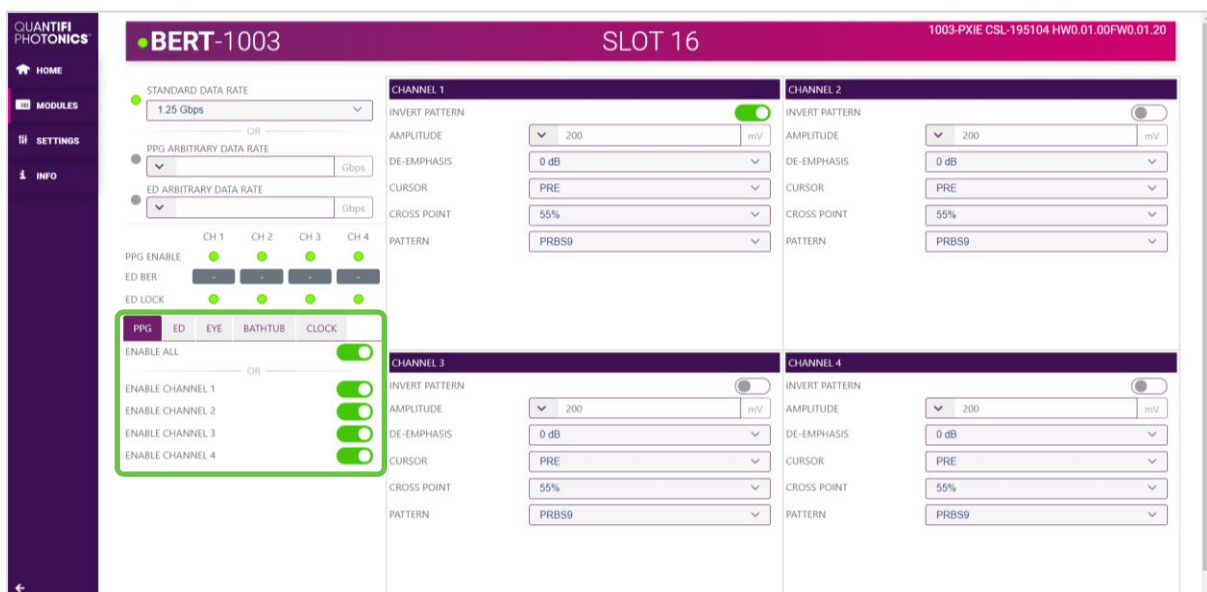 QUANTIFI
PHOTONICS
HOME
MODULES
SETTINGS
INFO
BERT-1003
SLOT 16
1003-PXIE CSL-195104 HW0.01.00FW0.01.20
STANDARD DATA RATE
1.25 Gbps
OR
PPG ARBITRARY DATA RATE
Gbps
ED ARBITRARY DATA RATE
Gbps
CH 1 CH 2 CH 3 CH 4
PPG ENABLE
ED BER - - - -
ED LOCK
PPG ED EYE BATHTUB CLOCK
ENABLE ALL
OR
ENABLE CHANNEL 1
ENABLE CHANNEL 2
ENABLE CHANNEL 3
ENABLE CHANNEL 4
CHANNEL 1
INVERT PATTERN
AMPLITUDE 200 mV
DE-EMPHASIS 0 dB
CURSOR PRE
CROSS POINT 55%
PATTERN PRBS9
CHANNEL 2
INVERT PATTERN
AMPLITUDE 200 mV
DE-EMPHASIS 0 dB
CURSOR PRE
CROSS POINT 55%
PATTERN PRBS9
CHANNEL 3
INVERT PATTERN
AMPLITUDE 200 mV
DE-EMPHASIS 0 dB
CURSOR PRE
CROSS POINT 55%
PATTERN PRBS9
CHANNEL 4
INVERT PATTERN
AMPLITUDE 200 mV
DE-EMPHASIS 0 dB
CURSOR PRE
CROSS POINT 55%
PATTERN PRBS9